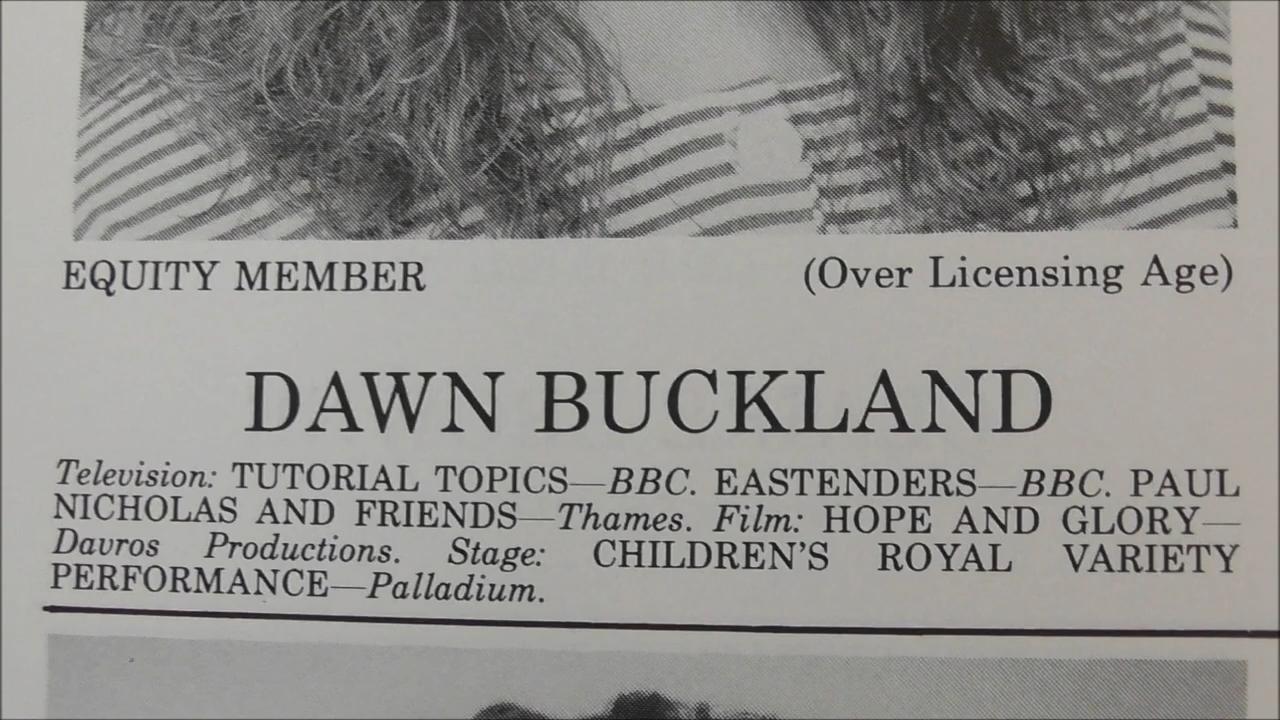 EQUITY MEMBER (Over Licensing Age)
DAWN BUCKLAND
Television: TUTORIAL TOPICS—BBC. EASTENDERS—BBC. PAUL
NICHOLAS AND FRIENDS—Thames. Film: HOPE AND GLORY—
Davros Productions. Stage: CHILDREN'S ROYAL VARIETY
PERFORMANCE—Palladium.